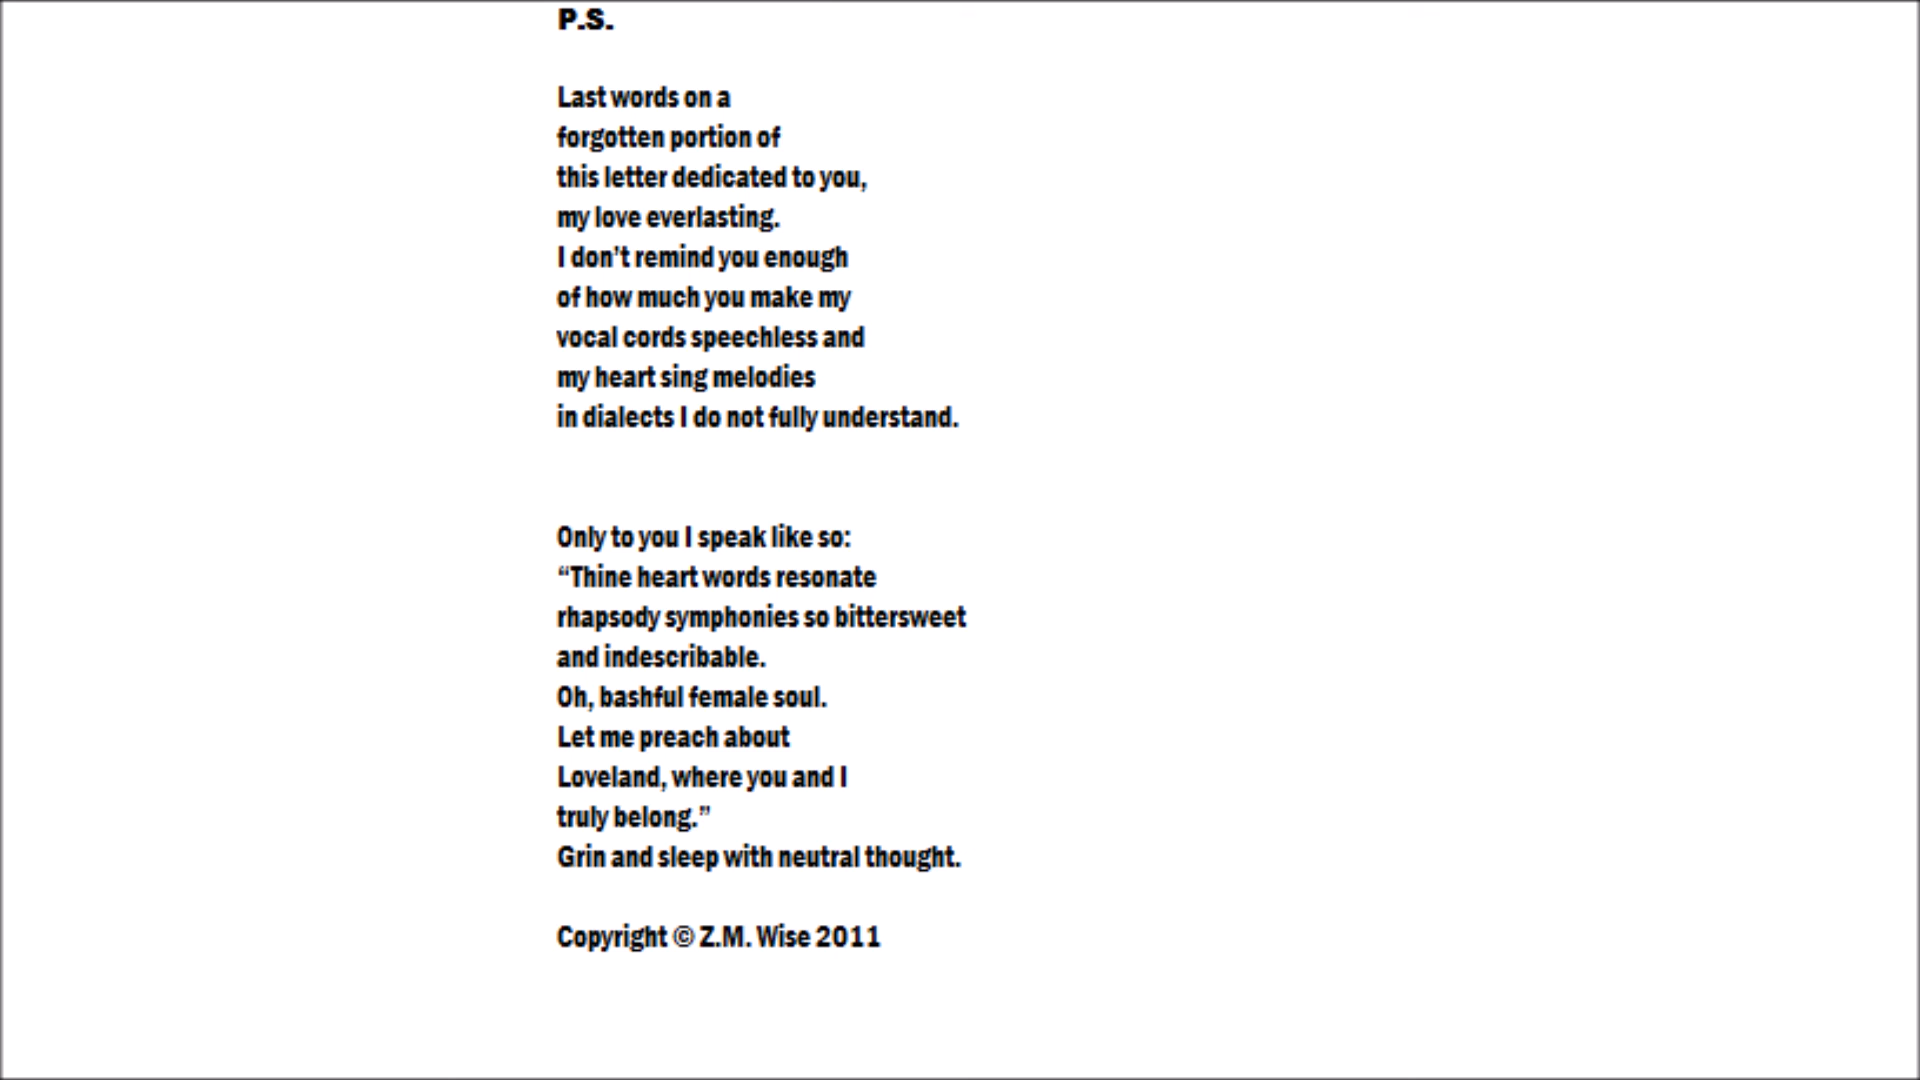 P.S.
Last words on a
forgotten portion of
this letter dedicated to you,
my love everlasting.
I don’t remind you enough
of how much you make my
vocal cords speechless and
my heart sing melodies
in dialects I do not fully understand.
Only to you I speak like so:
“Thine heart words resonate
rhapsody symphonies so bittersweet
and indescribable.
Oh, bashful female soul.
Let me preach about
Loveland, where you and I
truly belong.”
Grin and sleep with neutral thought.
Copyright © Z.M. Wise 2011